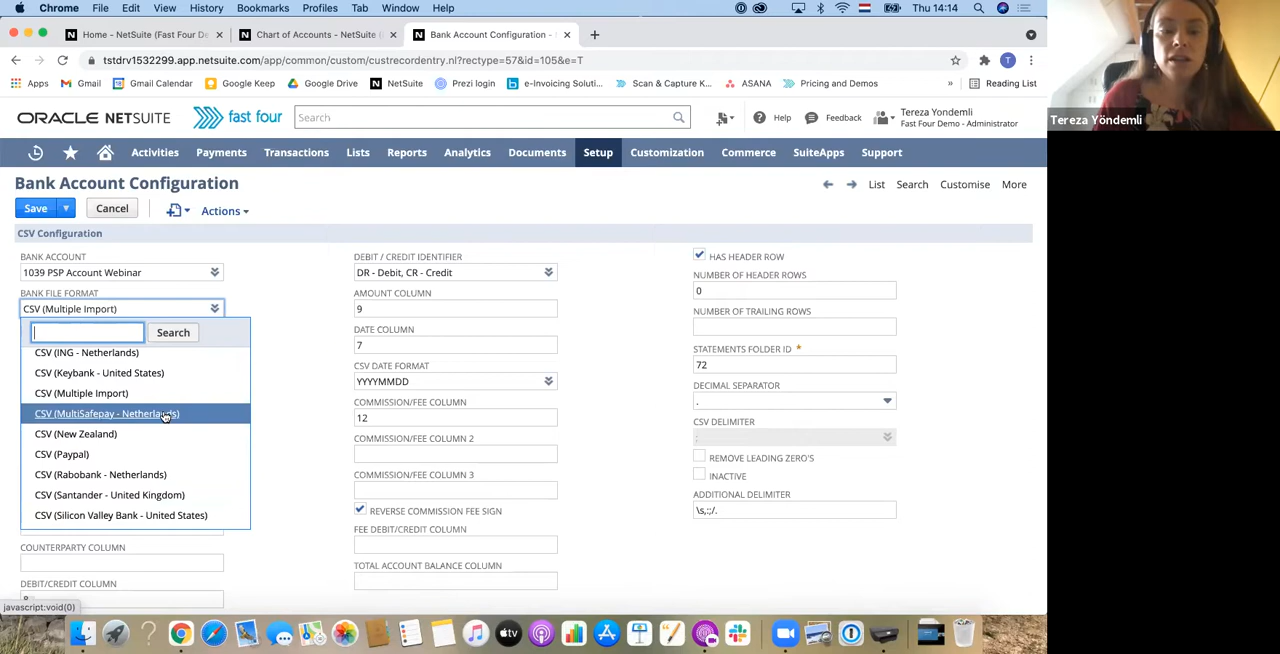 Chrome File Edit View History Bookmarks Profiles Tab Window Help Thu 14:14
Home - NetSuite (Fast Four De Chart of Accounts - NetSuite ( Bank Account Configuration -
tstdrv1532299.app.netsuite.com/app/common/custom/custrecordentry.nl?rectype=57&id=105&e=T T
Apps Gmail Google Calendar Google Keep Google Drive NetSuite Prezi login e-Invoicing Soluti... Scan & Capture K... ASANA Pricing and Demos » Reading List
ORACLE NETSUITE fast four Search Help Feedback Tereza Yöndemli
Fast Four Demo - Administrator
Activities Payments Transactions Lists Reports Analytics Documents Setup Customization Commerce SuiteApps Support
Bank Account Configuration List Search Customise More
Save Cancel Actions
CSV Configuration
BANK ACCOUNT
1039 PSP Account Webinar
BANK FILE FORMAT
CSV (Multiple Import)
Search
CSV (ING - Netherlands)
CSV (Keybank - United States)
CSV (Multiple Import)
CSV (MultiSafepay - Netherlands)
CSV (New Zealand)
CSV (Paypal)
CSV (Rabobank - Netherlands)
CSV (Santander - United Kingdom)
CSV (Silicon Valley Bank - United States)
COUNTERPARTY COLUMN
DEBIT/CREDIT COLUMN
8
javascript:void(0)
DEBIT / CREDIT IDENTIFIER
DR - Debit, CR - Credit
AMOUNT COLUMN
9
DATE COLUMN
7
CSV DATE FORMAT
YYYYMMDD
COMMISSION/FEE COLUMN
12
COMMISSION/FEE COLUMN 2
COMMISSION/FEE COLUMN 3
REVERSE COMMISSION FEE SIGN
FEE DEBIT/CREDIT COLUMN
TOTAL ACCOUNT BALANCE COLUMN
HAS HEADER ROW
NUMBER OF HEADER ROWS
0
NUMBER OF TRAILING ROWS
STATEMENTS FOLDER ID *
72
DECIMAL SEPARATOR
.
CSV DELIMITER
;
REMOVE LEADING ZERO'S
INACTIVE
ADDITIONAL DELIMITER
\s,:;/.
Tereza Yöndemli
tv